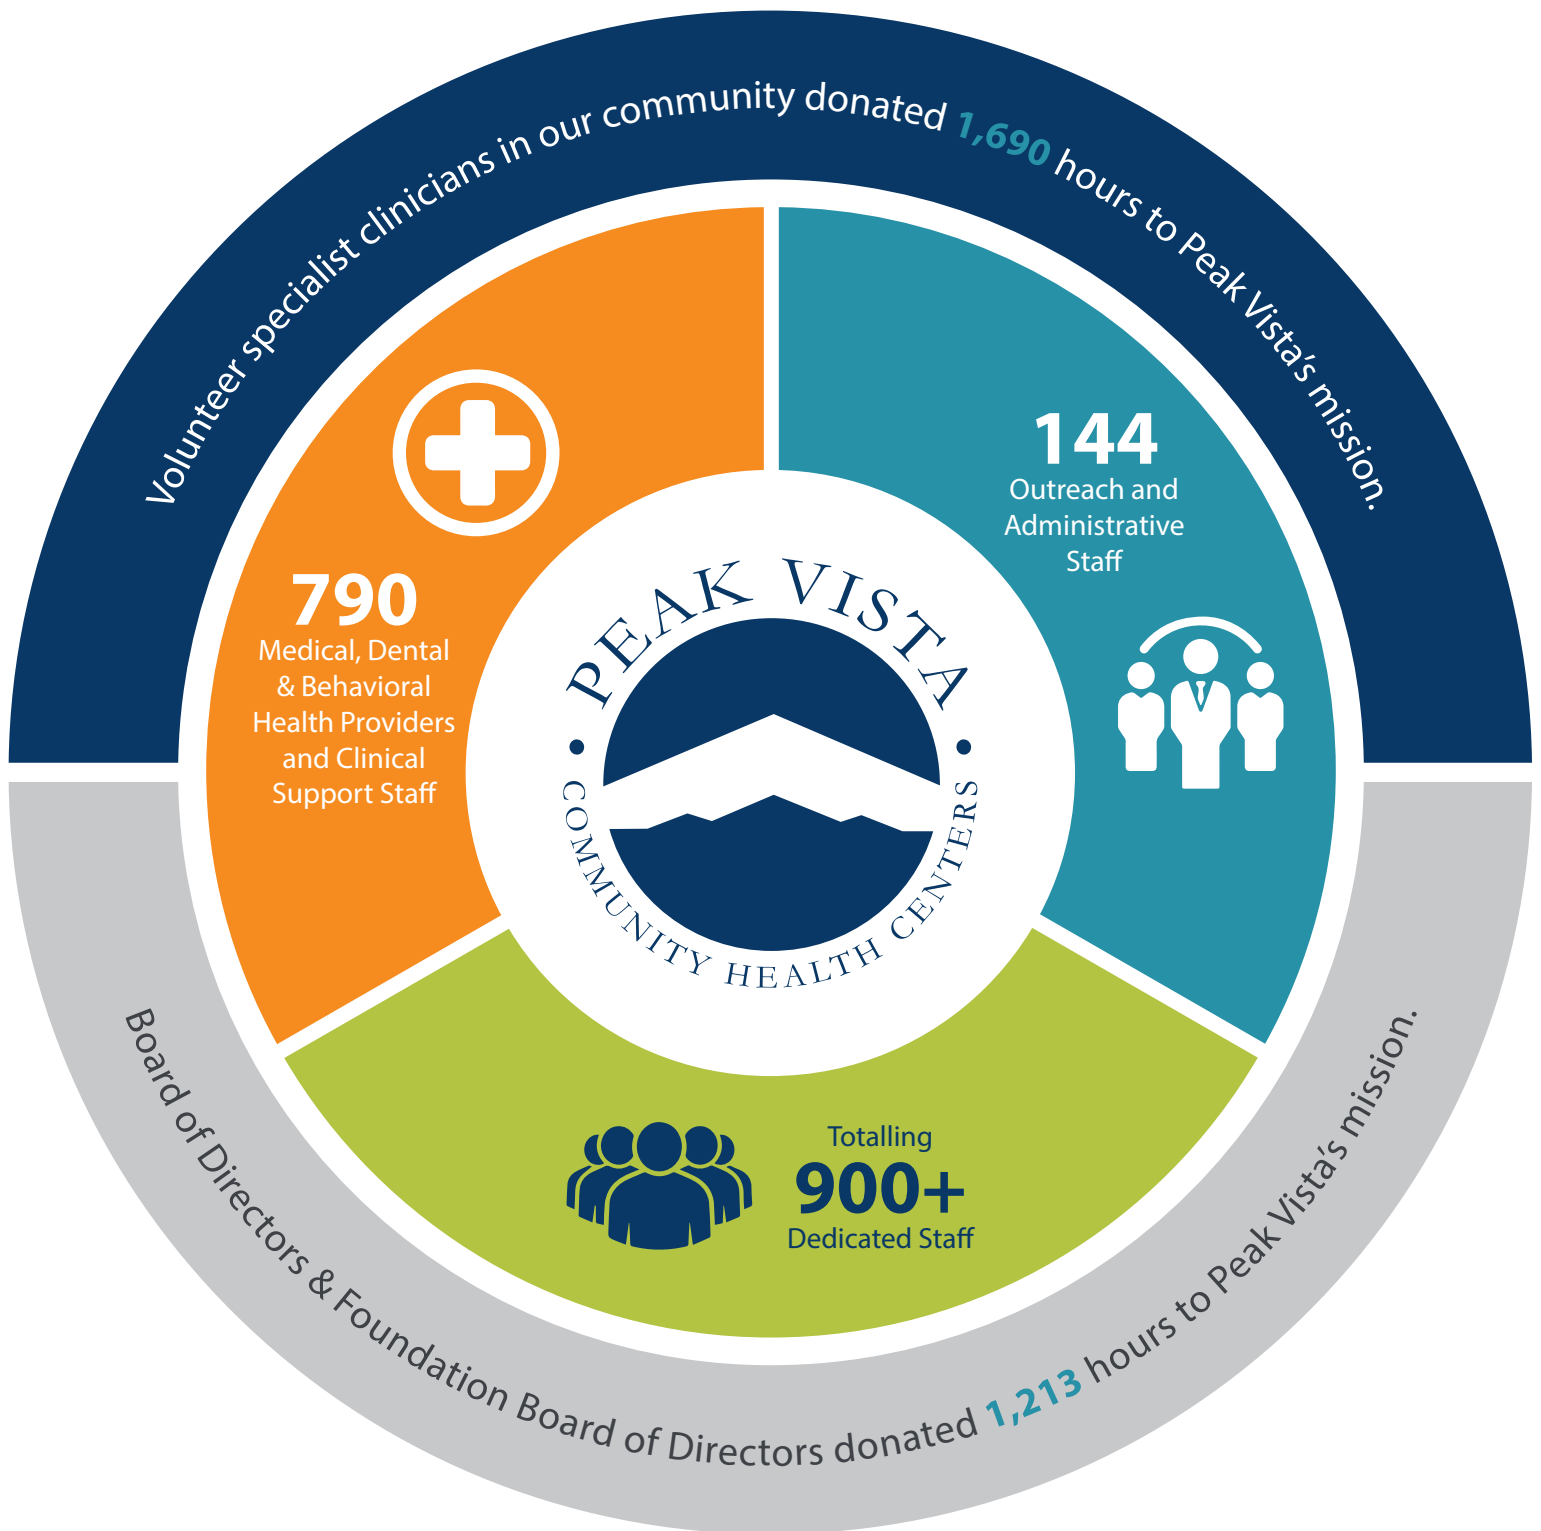 Volunteer specialist clinicians in our community donated 1,690 hours to Peak Vista's mission.
790
Medical, Dental
& Behavioral
Health Providers
and Clinical
Support Staff
144
Outreach and
Administrative
Staff
PEAK VISTA
• COMMUNITY HEALTH CENTERS •
Totalling
900+
Dedicated Staff
Board of Directors & Foundation Board of Directors donated 1,213 hours to Peak Vista's mission.